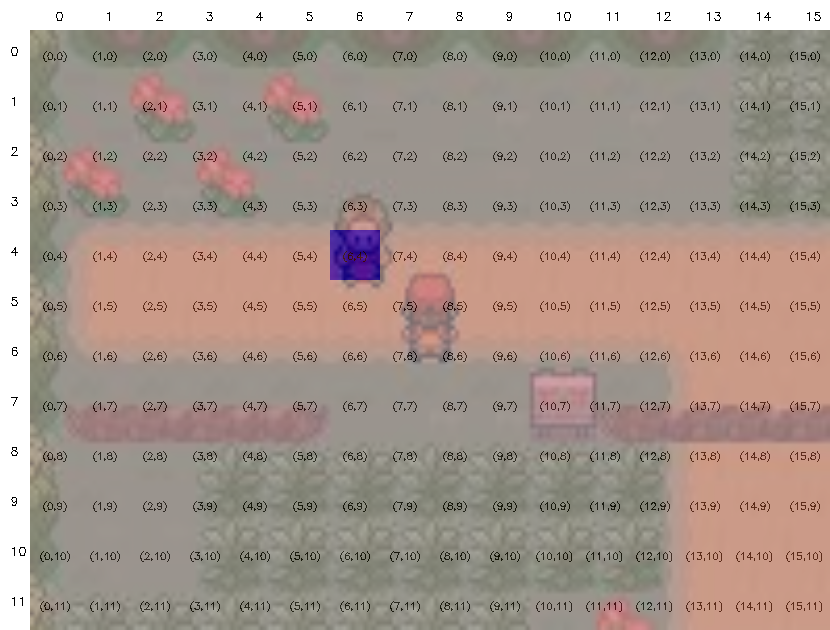 0 1 2 3 4 5 6 7 8 9 10 11 12 13 14 15
0 (0,0) (1,0) (2,0) (3,0) (4,0) (5,0) (6,0) (7,0) (8,0) (9,0) (10,0) (11,0) (12,0) (13,0) (14,0) (15,0)
1 (0,1) (1,1) (2,1) (3,1) (4,1) (5,1) (6,1) (7,1) (8,1) (9,1) (10,1) (11,1) (12,1) (13,1) (14,1) (15,1)
2 (0,2) (1,2) (2,2) (3,2) (4,2) (5,2) (6,2) (7,2) (8,2) (9,2) (10,2) (11,2) (12,2) (13,2) (14,2) (15,2)
3 (0,3) (1,3) (2,3) (3,3) (4,3) (5,3) (6,3) (7,3) (8,3) (9,3) (10,3) (11,3) (12,3) (13,3) (14,3) (15,3)
4 (0,4) (1,4) (2,4) (3,4) (4,4) (5,4) (7,4) (8,4) (9,4) (10,4) (11,4) (12,4) (13,4) (14,4) (15,4)
5 (0,5) (1,5) (2,5) (3,5) (4,5) (5,5) (6,5) (7,5) (8,5) (9,5) (10,5) (11,5) (12,5) (13,5) (14,5) (15,5)
6 (0,6) (1,6) (2,6) (3,6) (4,6) (5,6) (6,6) (7,6) (8,6) (9,6) (10,6) (11,6) (12,6) (13,6) (14,6) (15,6)
7 (0,7) (1,7) (2,7) (3,7) (4,7) (5,7) (6,7) (7,7) (8,7) (9,7) (10,7) (11,7) (12,7) (13,7) (14,7) (15,7)
8 (0,8) (1,8) (2,8) (3,8) (4,8) (5,8) (6,8) (7,8) (8,8) (9,8) (10,8) (11,8) (12,8) (13,8) (14,8) (15,8)
9 (0,9) (1,9) (2,9) (3,9) (4,9) (5,9) (6,9) (7,9) (8,9) (9,9) (10,9) (11,9) (12,9) (13,9) (14,9) (15,9)
10 (0,10) (1,10) (2,10) (3,10) (4,10) (5,10) (6,10) (7,10) (8,10) (9,10) (10,10) (11,10) (12,10) (13,10) (14,10) (15,10)
11 (0,11) (1,11) (2,11) (3,11) (4,11) (5,11) (6,11) (7,11) (8,11) (9,11) (10,11) (11,11) (12,11) (13,11) (14,11) (15,11)